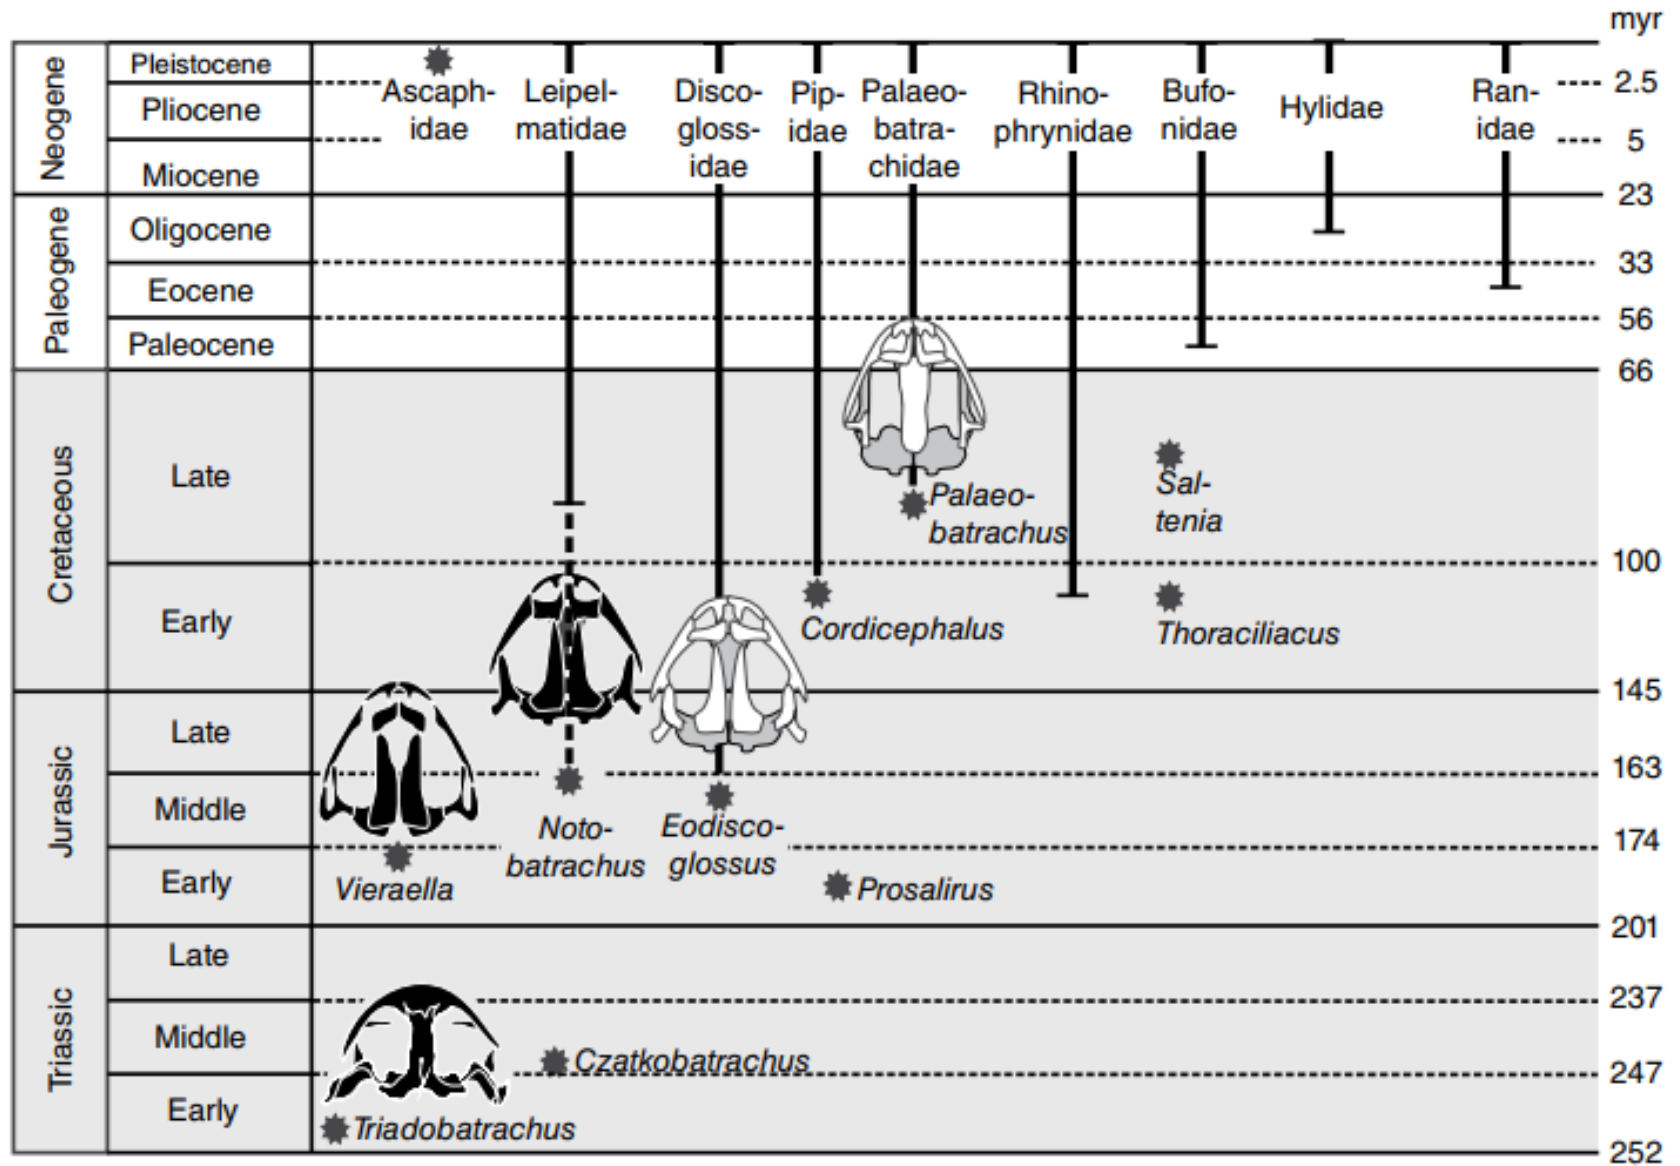 myr
Neogene
Pleistocene
Pliocene
Miocene
Ascaph-
idae
Leipel-
matidae
Disco-
gloss-
idae
Pip-
idae
Palaeo-
batra-
chidae
Rhino-
phrynidae
Bufo-
nidae
Hylidae
Ran-
idae
2.5
5
23
Paleogene
Oligocene
Eocene
Paleocene
33
56
66
Cretaceous
Late
Early
Palaeo-
batrachus
Sal-
tenia
100
Cordicephalus
Thoraciliacus
145
Jurassic
Late
Middle
Early
163
Noto-
batrachus
Eodisco-
glossus
174
Vieraella
Prosalirus
201
Triassic
Late
Middle
Early
237
Czatkobatrachus
247
Triadobatrachus
252